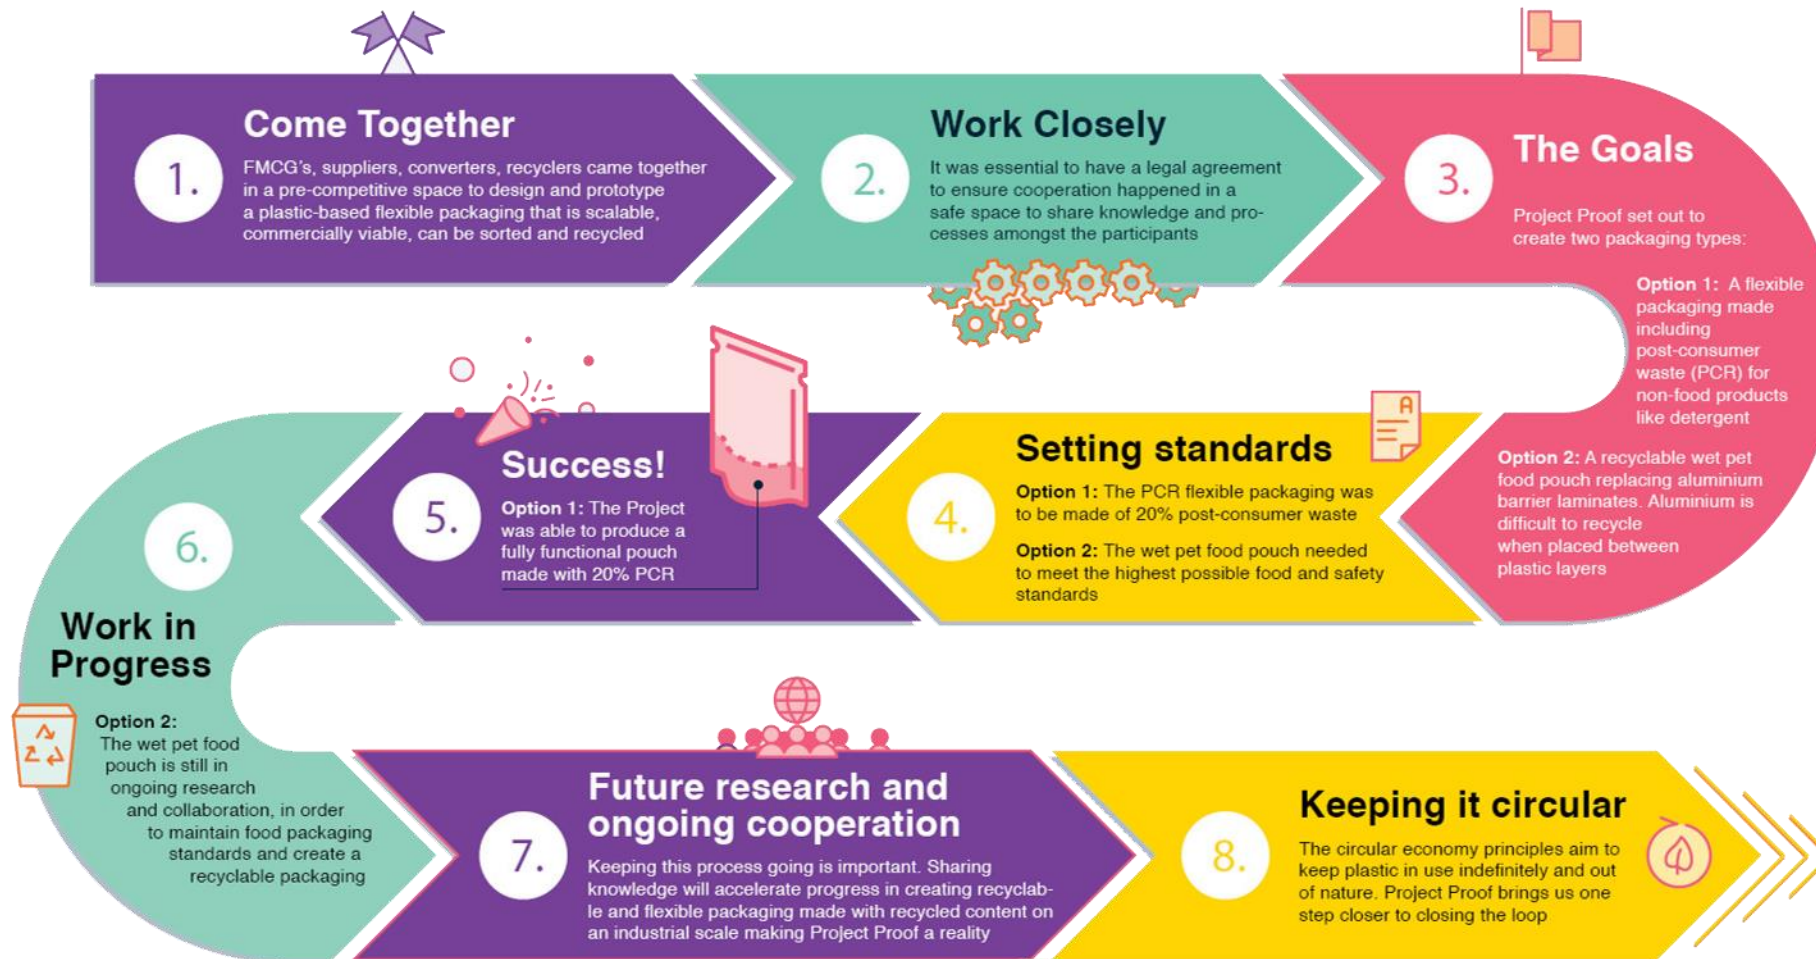 1.
Come Together
FMCG's, suppliers, converters, recyclers came together
in a pre-competitive space to design and prototype
a plastic-based flexible packaging that is scalable,
commercially viable, can be sorted and recycled
2.
Work Closely
It was essential to have a legal agreement
to ensure cooperation happened in a
safe space to share knowledge and pro-
cesses amongst the participants
3.
The Goals
Project Proof set out to
create two packaging types:
Option 1: A flexible
packaging made
including
post-consumer
waste (PCR) for
non-food products
like detergent
Option 2: A recyclable wet pet
food pouch replacing aluminium
barrier laminates. Aluminium is
difficult to recycle
when placed between
plastic layers
4.
Setting standards
A
Option 1: The PCR flexible packaging was
to be made of 20% post-consumer waste
Option 2: The wet pet food pouch needed
to meet the highest possible food and safety
standards
5.
Success!
Option 1: The Project
was able to produce a
fully functional pouch
made with 20% PCR
6.
Work in
Progress
Option 2:
The wet pet food
pouch is still in
ongoing research
and collaboration, in order
to maintain food packaging
standards and create a
recyclable packaging
7.
Future research and
ongoing cooperation
Keeping this process going is important. Sharing
knowledge will accelerate progress in creating recyclab-
le and flexible packaging made with recycled content on
an industrial scale making Project Proof a reality
8.
Keeping it circular
The circular economy principles aim to
keep plastic in use indefinitely and out
of nature. Project Proof brings us one
step closer to closing the loop